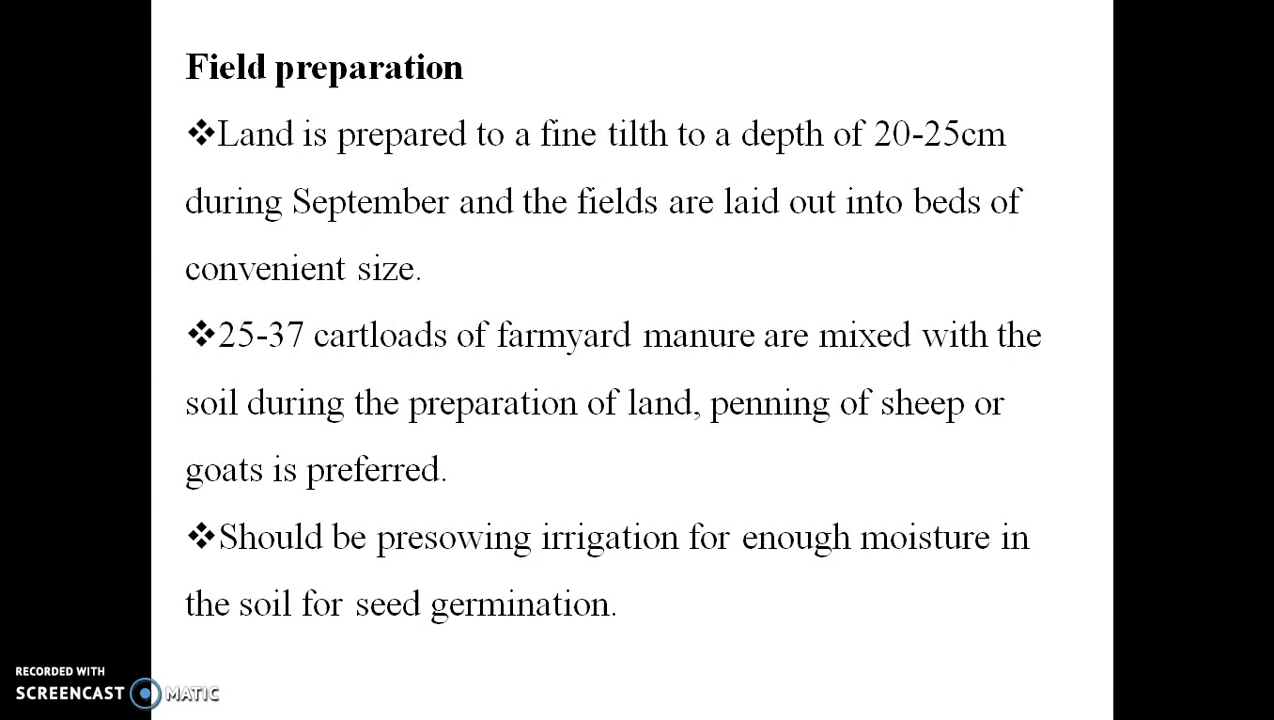 Field preparation
❖Land is prepared to a fine tilth to a depth of 20-25cm
during September and the fields are laid out into beds of
convenient size.
❖25-37 cartloads of farmyard manure are mixed with the
soil during the preparation of land, penning of sheep or
goats is preferred.
❖Should be presowing irrigation for enough moisture in
the soil for seed germination.
RECORDED WITH
SCREENCAST MATIC